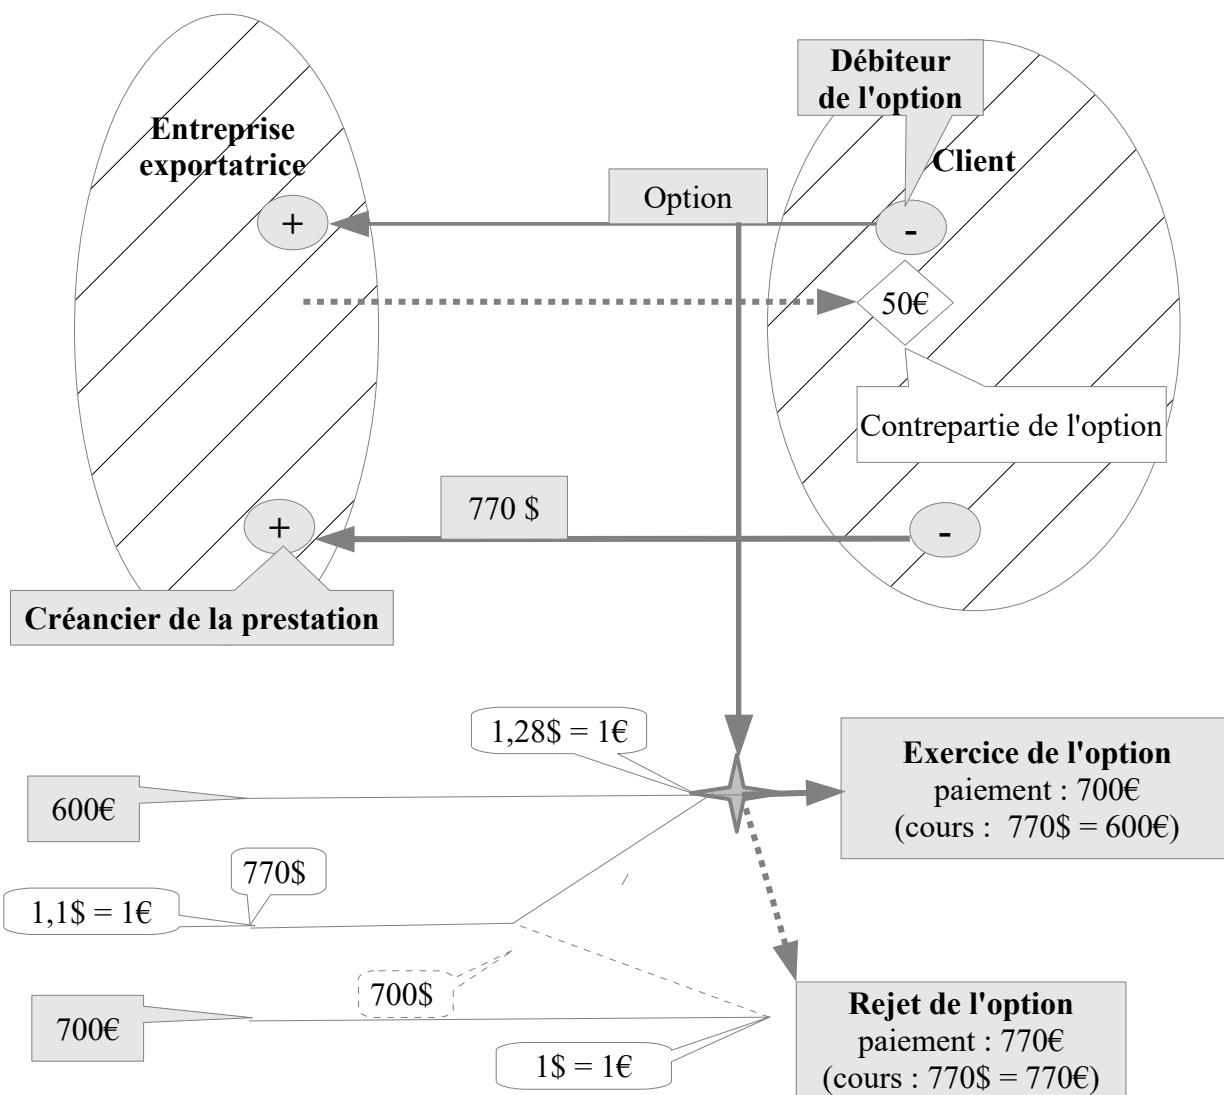 Débiteur
de l'option
Entreprise
exportatrice
Client
Option
+
-
50€
Contrepartie de l'option
770 $
+
-
Créancier de la prestation
1,28$ = 1€
Exercice de l'option
paiement : 700€
(cours :  770$ = 600€)
600€
770$
1,1$ = 1€
700$
700€
Rejet de l'option
paiement : 770€
(cours : 770$ = 770€)
1$ = 1€